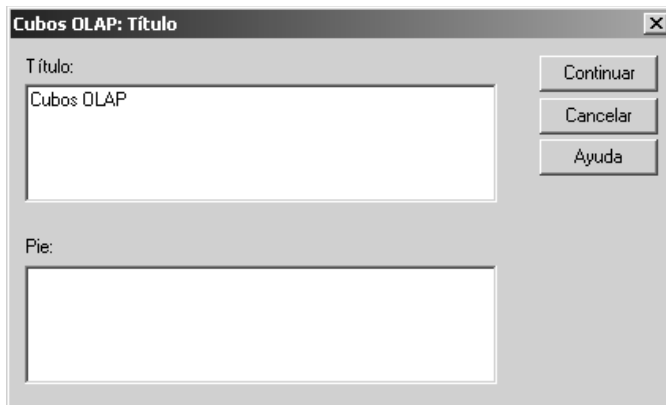 Cubos OLAP: Título
Título:
Cubos OLAP
Continuar
Cancelar
Ayuda
Pie: